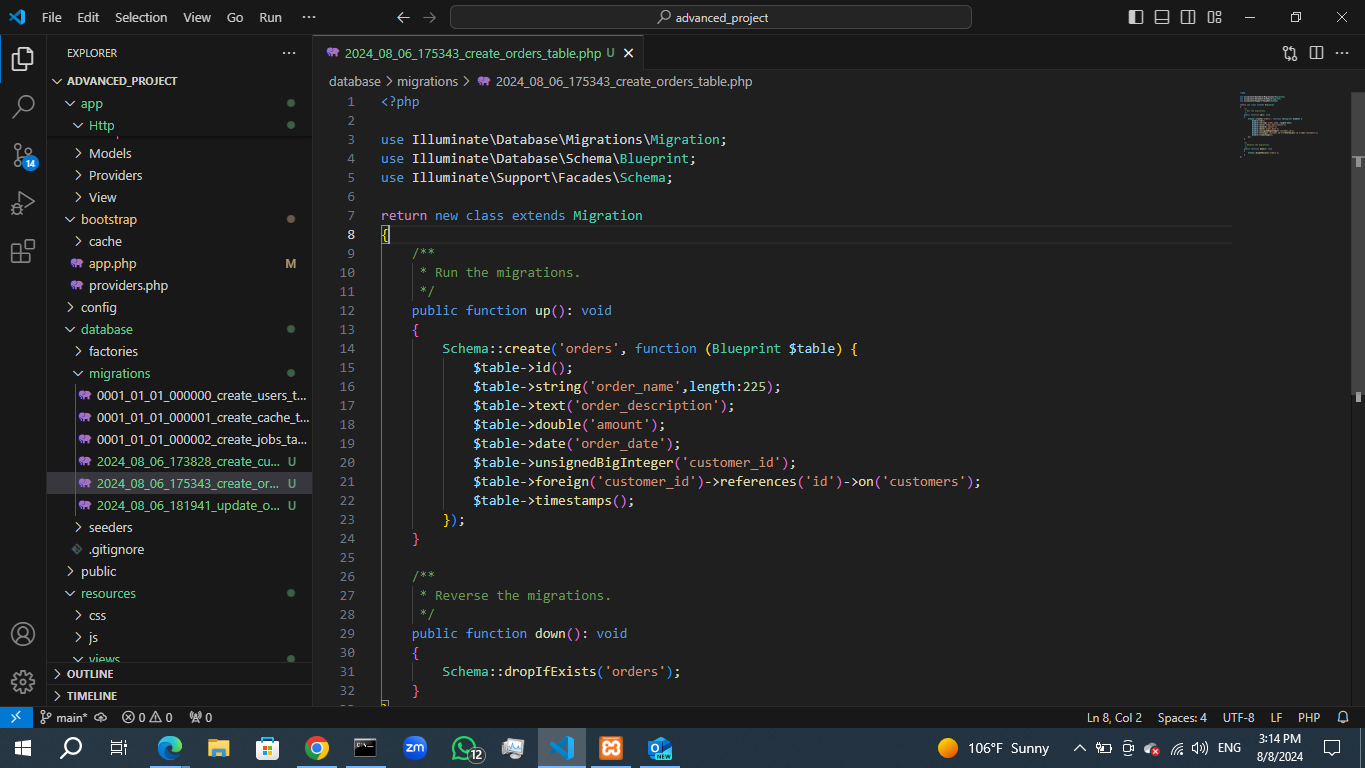 File Edit Selection View Go Run ··· advanced_project
EXPLORER
ADVANCED_PROJECT
app
Http
Models
Providers
View
bootstrap
cache
app.php M
providers.php
config
database
factories
migrations
0001_01_01_000000_create_users_t...
0001_01_01_000001_create_cache_t...
0001_01_01_000002_create_jobs_ta...
2024_08_06_173828_create_cu... U
2024_08_06_175343_create_or... U
2024_08_06_181941_update_o... U
seeders
.gitignore
public
resources
css
js
views
OUTLINE
TIMELINE
14
2024_08_06_175343_create_orders_table.php U
database > migrations > 2024_08_06_175343_create_orders_table.php
1 <?php
2
3 use Illuminate\Database\Migrations\Migration;
4 use Illuminate\Database\Schema\Blueprint;
5 use Illuminate\Support\Facades\Schema;
6
7 return new class extends Migration
8 {
9     /**
10      * Run the migrations.
11      */
12     public function up(): void
13     {
14         Schema::create('orders', function (Blueprint $table) {
15             $table->id();
16             $table->string('order_name',length:225);
17             $table->text('order_description');
18             $table->double('amount');
19             $table->date('order_date');
20             $table->unsignedBigInteger('customer_id');
21             $table->foreign('customer_id')->references('id')->on('customers');
22             $table->timestamps();
23         });
24     }
25
26     /**
27      * Reverse the migrations.
28      */
29     public function down(): void
30     {
31         Schema::dropIfExists('orders');
32     }
main* 0 0 0 Ln 8, Col 2 Spaces: 4 UTF-8 LF PHP
zm 12 NEW 106°F Sunny ENG 3:14 PM
8/8/2024